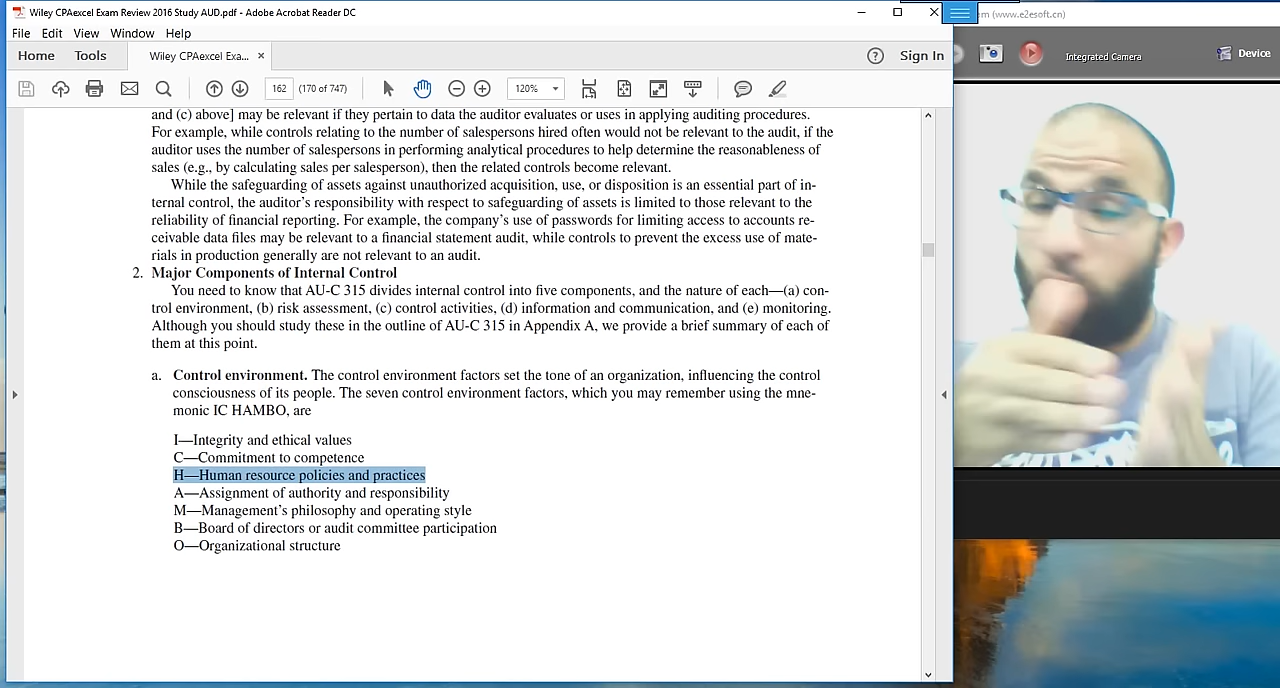 Wiley CPAexcel Exam Review 2016 Study AUD.pdf - Adobe Acrobat Reader DC
(www.e2esoft.cn)
File Edit View Window Help
Home Tools Wiley CPAexcel Exa... × Sign In
Integrated Camera Device
162 (170 of 747) 120%
and (c) above] may be relevant if they pertain to data the auditor evaluates or uses in applying auditing procedures.
For example, while controls relating to the number of salespersons hired often would not be relevant to the audit, if the
auditor uses the number of salespersons in performing analytical procedures to help determine the reasonableness of
sales (e.g., by calculating sales per salesperson), then the related controls become relevant.
While the safeguarding of assets against unauthorized acquisition, use, or disposition is an essential part of in-
ternal control, the auditor's responsibility with respect to safeguarding of assets is limited to those relevant to the
reliability of financial reporting. For example, the company's use of passwords for limiting access to accounts re-
ceivable data files may be relevant to a financial statement audit, while controls to prevent the excess use of mate-
rials in production generally are not relevant to an audit.
2. Major Components of Internal Control
You need to know that AU-C 315 divides internal control into five components, and the nature of each—(a) con-
trol environment, (b) risk assessment, (c) control activities, (d) information and communication, and (e) monitoring.
Although you should study these in the outline of AU-C 315 in Appendix A, we provide a brief summary of each of
them at this point.
a. Control environment. The control environment factors set the tone of an organization, influencing the control
consciousness of its people. The seven control environment factors, which you may remember using the mne-
monic IC HAMBO, are
I—Integrity and ethical values
C—Commitment to competence
H—Human resource policies and practices
A—Assignment of authority and responsibility
M—Management's philosophy and operating style
B—Board of directors or audit committee participation
O—Organizational structure